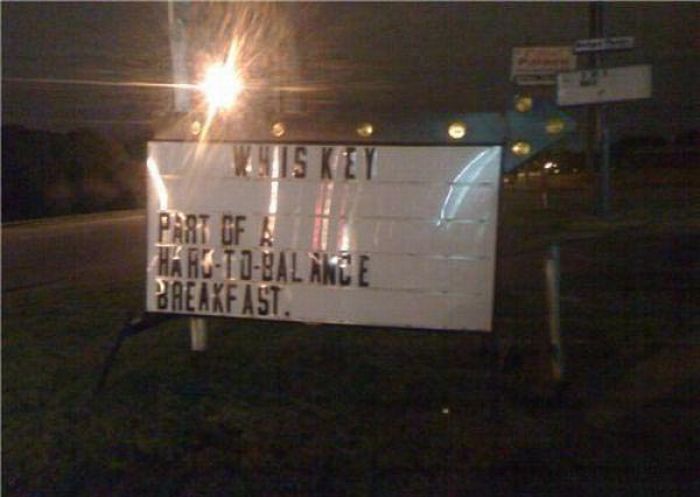 WHISKEY
PART OF A
HARD-TO-BALANCE
BREAKFAST.